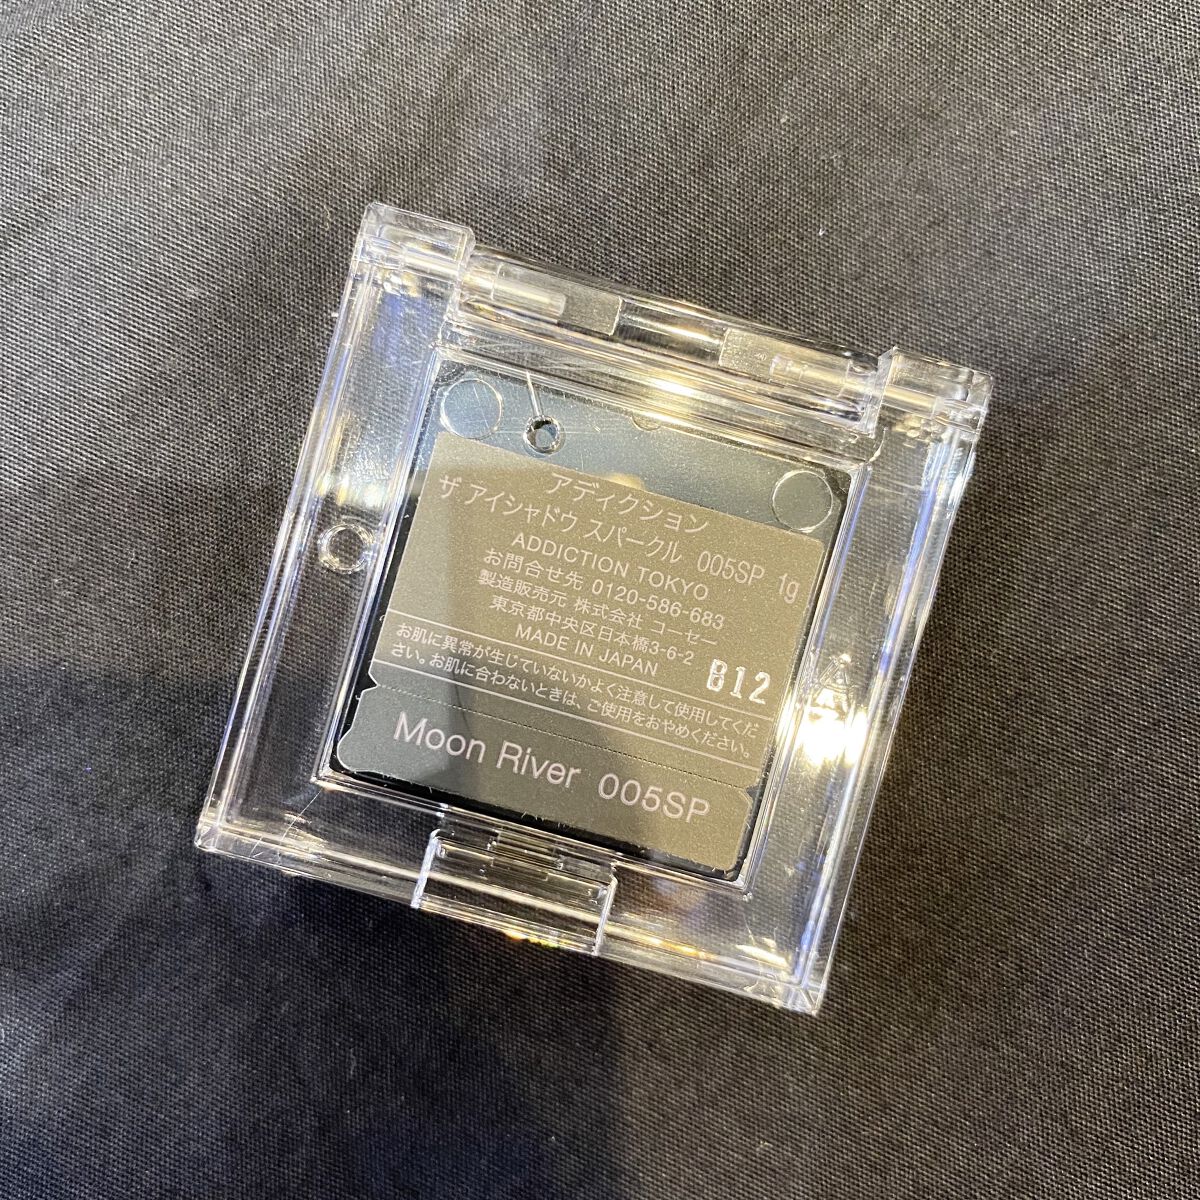 アディクション
ザ アイシャドウ スパークル 005SP 1g
ADDICTION TOKYO
お問合せ先 0120-586-683
製造販売元 株式会社 コーセー
東京都中央区日本橋3-6-2
MADE IN JAPAN
B12
お肌に異常が生じていないかよく注意して使用してくだ
さい。お肌に合わないときは、ご使用をおやめください。
Moon River 005SP